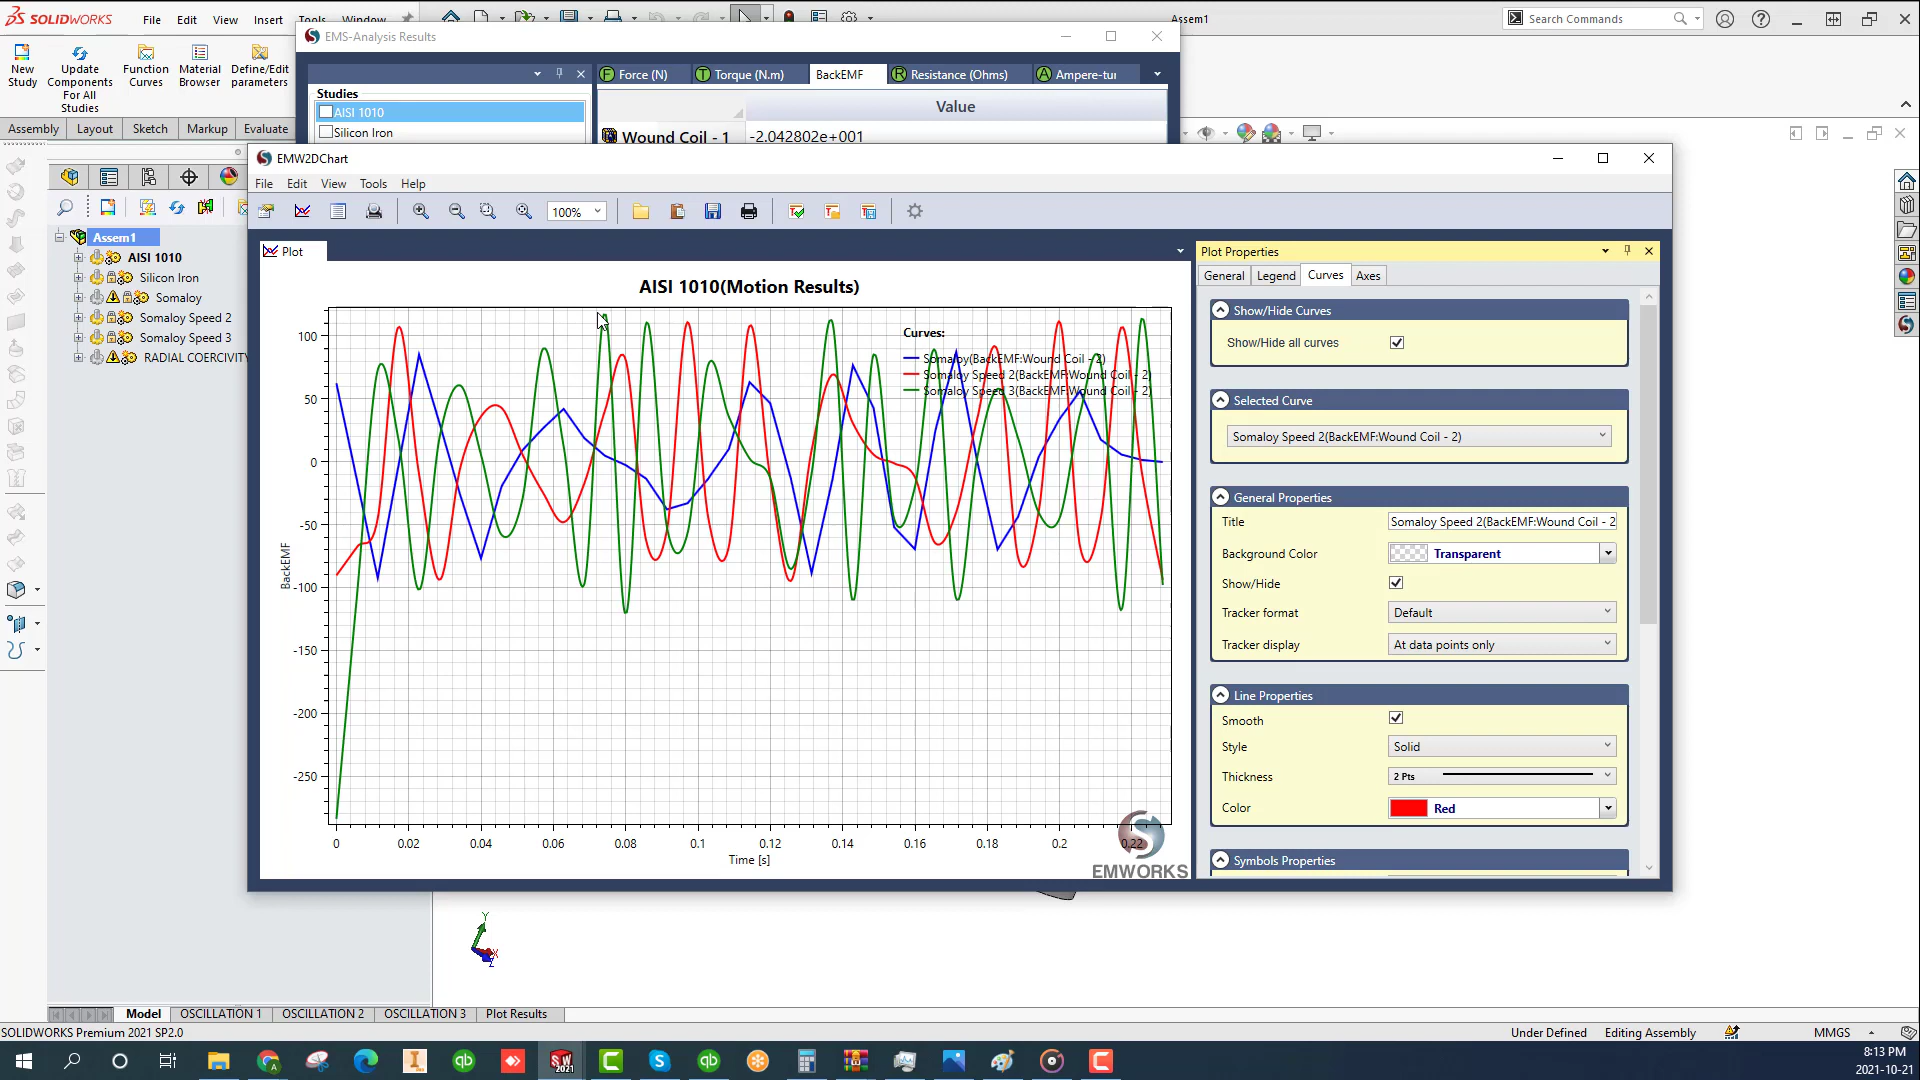 SOLIDWORKS
File Edit View Insert Tools Window
Assem1
Search Commands
New Study
Update Components For All Studies
Function Curves
Material Browser
Define/Edit parameters
Assembly Layout Sketch Markup Evaluate
EMS-Analysis Results
Force (N) Torque (N.m) BackEMF Resistance (Ohms) Ampere-tur
Studies
AISI 1010
Silicon Iron
Value
Wound Coil - 1 -2.042802e+001
EMW2DChart
File Edit View Tools Help
100%
Assem1
AISI 1010
Silicon Iron
Somaloy
Somaloy Speed 2
Somaloy Speed 3
RADIAL COERCIVITY
Plot
AISI 1010(Motion Results)
Curves:
Somaloy(BackEMF:Wound Coil - 2)
Somaloy Speed 2(BackEMF:Wound Coil - 2)
Somaloy Speed 3(BackEMF:Wound Coil - 2)
100
50
0
-50
-100
-150
-200
-250
BackEMF
0 0.02 0.04 0.06 0.08 0.1 0.12 0.14 0.16 0.18 0.2 0.22
Time [s]
EMWORKS
Plot Properties
General Legend Curves Axes
Show/Hide Curves
Show/Hide all curves
Selected Curve
Somaloy Speed 2(BackEMF:Wound Coil - 2)
General Properties
Title Somaloy Speed 2(BackEMF:Wound Coil - 2
Background Color Transparent
Show/Hide
Tracker format Default
Tracker display At data points only
Line Properties
Smooth
Style Solid
Thickness 2 Pts
Color Red
Symbols Properties
Y
X
Z
Model OSCILLATION 1 OSCILLATION 2 OSCILLATION 3 Plot Results
SOLIDWORKS Premium 2021 SP2.0
Under Defined Editing Assembly MMGS
8:13 PM
2021-10-21